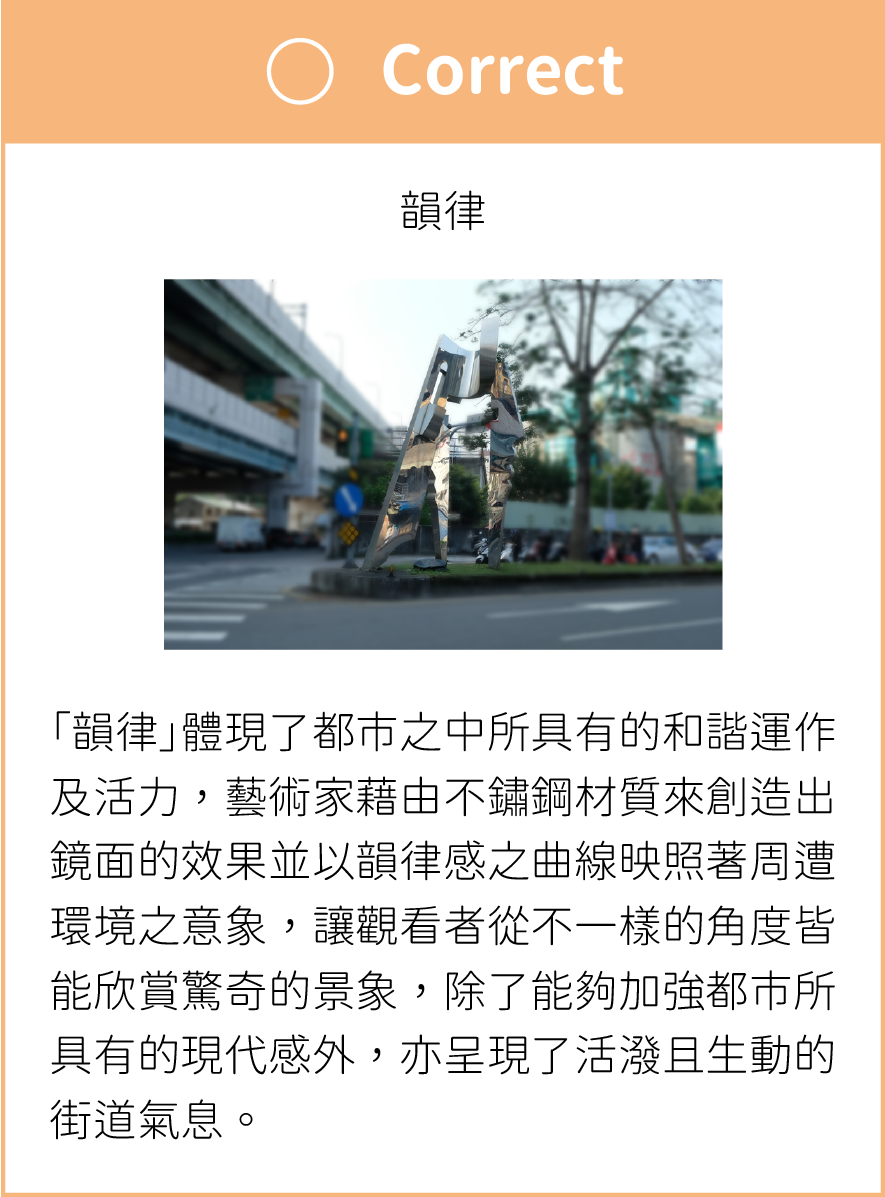 Correct
韻律
「韻律」體現了都市之中所具有的和諧運作
及活力，藝術家藉由不鏽鋼材質來創造出
鏡面的效果並以韻律感之曲線映照著周遭
環境之意象，讓觀看者從不一樣的角度皆
能欣賞驚奇的景象，除了能夠加強都市所
具有的現代感外，亦呈現了活潑且生動的
街道氣息。